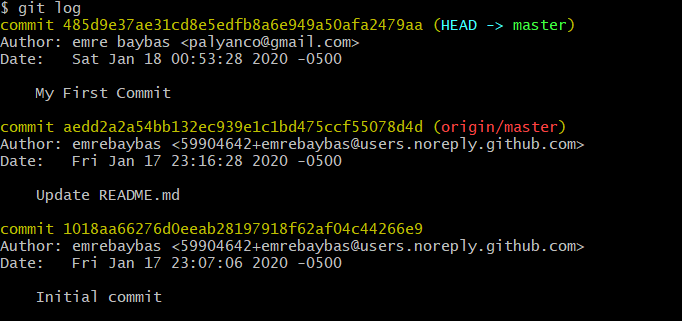 $ git log
commit 485d9e37ae31cd8e5edfb8a6e949a50afa2479aa (HEAD -> master)
Author: emre baybas <palyanco@gmail.com>
Date:   Sat Jan 18 00:53:28 2020 -0500
My First Commit
commit aedd2a2a54bb132ec939e1c1bd475ccf55078d4d (origin/master)
Author: emrebaybas <59904642+emrebaybas@users.noreply.github.com>
Date:   Fri Jan 17 23:16:28 2020 -0500
Update README.md
commit 1018aa66276d0eeab28197918f62af04c44266e9
Author: emrebaybas <59904642+emrebaybas@users.noreply.github.com>
Date:   Fri Jan 17 23:07:06 2020 -0500
Initial commit